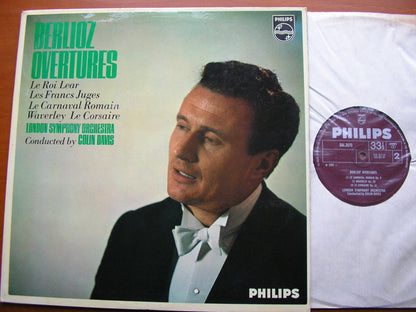 BERLIOZ
OVERTURES
Le Roi Lear
Les Francs Juges
Le Carnaval Romain
Waverley Le Corsaire
LONDON SYMPHONY ORCHESTRA
Conducted by COLIN DAVIS
PHILIPS
PHILIPS
PHILIPS
33⅓
2
BERLIOZ OVERTURES
LONDON SYMPHONY ORCHESTRA
Conducted by COLIN DAVIS